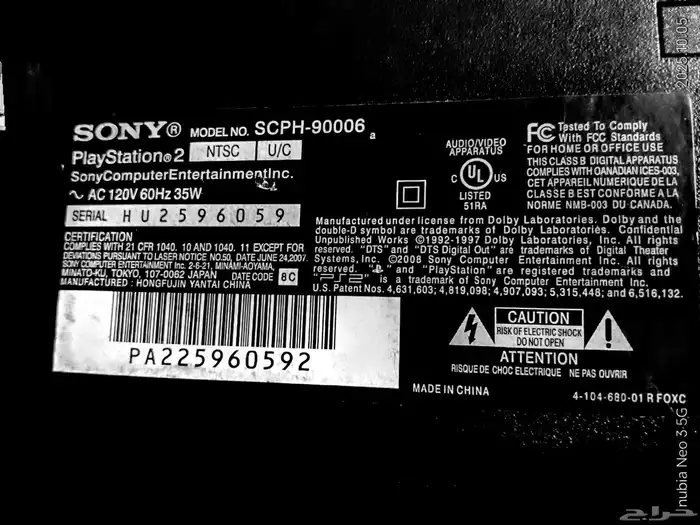 SONY® MODEL NO. SCPH-90006 a
PlayStation®2 NTSC U/C
SonyComputerEntertainmentInc.
~ AC 120V 60Hz 35W
SERIAL HU2596059
CERTIFICATION
COMPLIES WITH 21 CFR 1040. 10 AND 1040. 11 EXCEPT FOR
DEVIATIONS PURSUANT TO LASER NOTICE NO.50, DATE JUNE 24,2007.
SONY COMPUTER ENTERTAINMENT INC. 2-6-21, MINAMI-AOYAMA,
MINATO-KU, TOKYO, 107-0062 JAPAN 8C
MANUFACTURED : HONGFUJIN YANTAI CHINA
PA225960592
AUDIO/VIDEO
APPARATUS
C UL US
LISTED
51RA
FC Tested To Comply
With FCC Standards
FOR HOME OR OFFICE USE
THIS CLASS B DIGITAL APPARATUS
COMPLIES WITH CANADIAN ICES-003.
CET APPAREIL NUMERIQUE DE LA
CLASSE B EST CONFORME A LA
NORME NMB-003 DU CANADA.
Manufactured under license from Dolby Laboratories. Dolby and the
double-D symbol are trademarks of Dolby Laboratories. Confidential
Unpublished Works ©1992-1997 Dolby Laboratories, Inc. All rights
reserved. "DTS" and "DTS Digital Out" are trademarks of Digital Theater
Systems, Inc. ©2008 Sony Computer Entertainment Inc. All rights
reserved. " " and "PlayStation" are registered trademarks and
"PS2" is a trademark of Sony Computer Entertainment Inc.
U.S. Patent Nos. 4,631,603; 4,819,098; 4,907,093; 5,315,448; and 6,516,132.
CAUTION
RISK OF ELECTRIC SHOCK
DO NOT OPEN
ATTENTION
RISQUE DE CHOC ELECTRIQUE NE PAS OUVRIR
MADE IN CHINA
4-104-680-01 R FOXC
2025.10.05
nubia Neo 3 5G
حراج